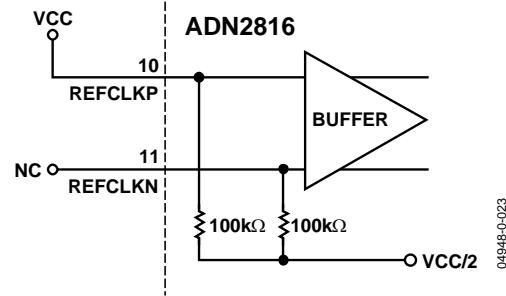 VCC
ADN2816
10
REFCLKP
BUFFER
11
NC
REFCLKN
100kΩ
100kΩ
VCC/2
04948-0-023